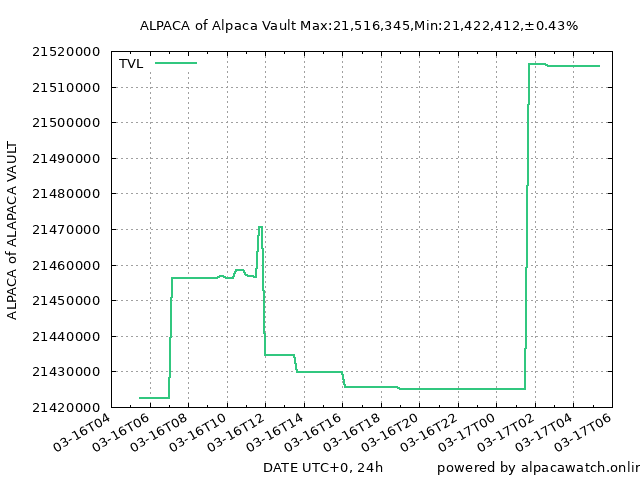 ALPACA of Alpaca Vault Max:21,516,345,Min:21,422,412,±0.43%
TVL
21520000
21510000
21500000
21490000
21480000
21470000
21460000
21450000
21440000
21430000
21420000
ALPACA of ALAPACA VAULT
03-16T04
03-16T06
03-16T08
03-16T10
03-16T12
03-16T14
03-16T16
03-16T18
03-16T20
03-16T22
03-17T00
03-17T02
03-17T04
03-17T06
DATE UTC+0, 24h
powered by alpacawatch.onlin